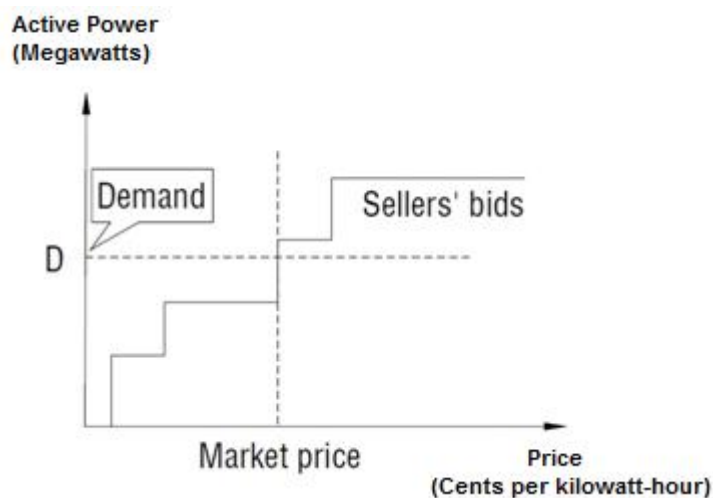 Active Power
(Megawatts)
Demand
Sellers' bids
D
Market price
Price
(Cents per kilowatt-hour)